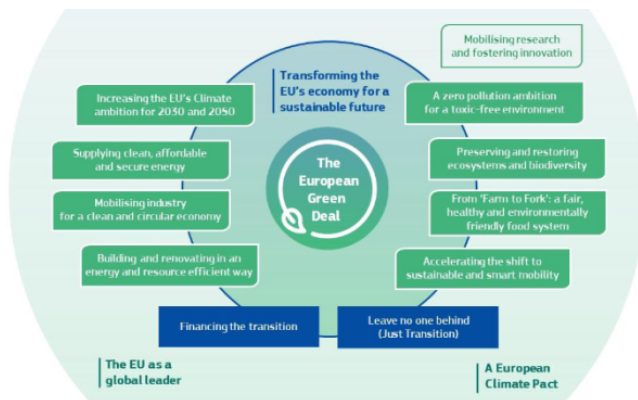 Mobilising research
and fostering innovation
Transforming the
EU's economy for a
sustainable future
Increasing the EU's Climate
ambition for 2030 and 2050
A zero pollution ambition
for a toxic-free environment
Supplying clean, affordable
and secure energy
Preserving and restoring
ecosystems and biodiversity
The
European
Green
Deal
Mobilising industry
for a clean and circular economy
From 'Farm to Fork': a fair,
healthy and environmentally
friendly food system
Building and renovating in an
energy and resource efficient way
Accelerating the shift to
sustainable and smart mobility
Financing the transition
Leave no one behind
(Just Transition)
The EU as a
global leader
A European
Climate Pact